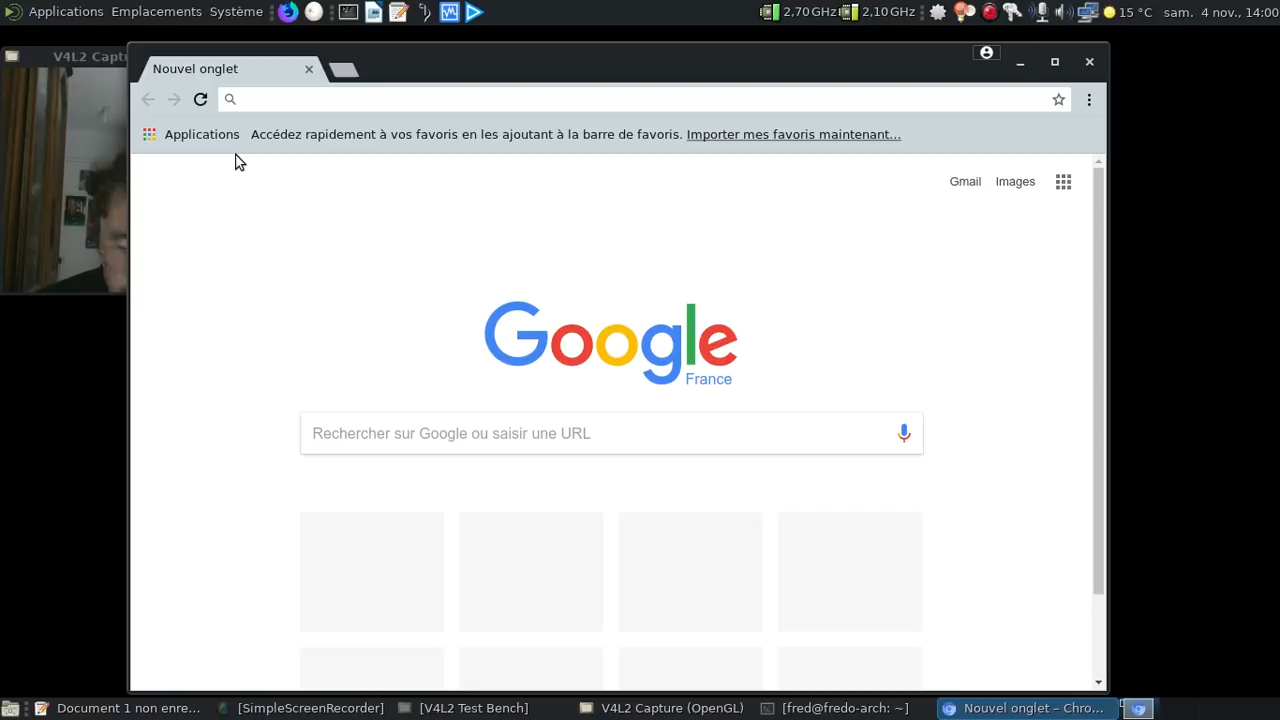 Applications Emplacements Système 2,70 GHz 2,10 GHz 15 °C sam. 4 nov., 14:00
V4L2 Captu
Nouvel onglet
Applications Accédez rapidement à vos favoris en les ajoutant à la barre de favoris. Importer mes favoris maintenant...
Gmail Images
Google
France
Rechercher sur Google ou saisir une URL
Document 1 non enre... [SimpleScreenRecorder] [V4L2 Test Bench] V4L2 Capture (OpenGL) [fred@fredo-arch: ~] Nouvel onglet – Chro...